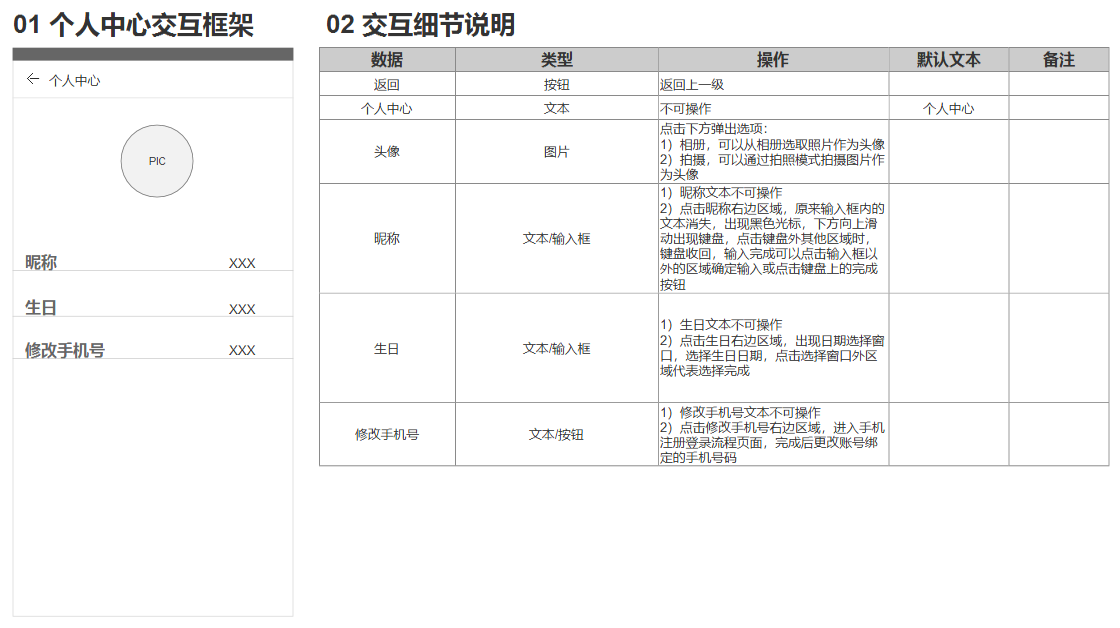 01 个人中心交互框架
个人中心
PIC
昵称 XXX
生日 XXX
修改手机号 XXX
02 交互细节说明
数据 类型 操作 默认文本 备注
返回 按钮 返回上一级
个人中心 文本 不可操作 个人中心
头像 图片
点击下方弹出选项：
1）相册，可以从相册选取照片作为头像
2）拍摄，可以通过拍照模式拍摄图片作
为头像
昵称 文本/输入框
1）昵称文本不可操作
2）点击昵称右边区域，原来输入框内的
文本消失，出现黑色光标，下方向上滑
动出现键盘，点击键盘外其他区域时，
键盘收回，输入完成可以点击输入框以
外的区域确定输入或点击键盘上的完成
按钮
生日 文本/输入框
1）生日文本不可操作
2）点击生日右边区域，出现日期选择窗
口，选择生日日期，点击选择窗口外区
域代表选择完成
修改手机号 文本/按钮
1）修改手机号文本不可操作
2）点击修改手机号右边区域，进入手机
注册登录流程页面，完成后更改账号绑
定的手机号码